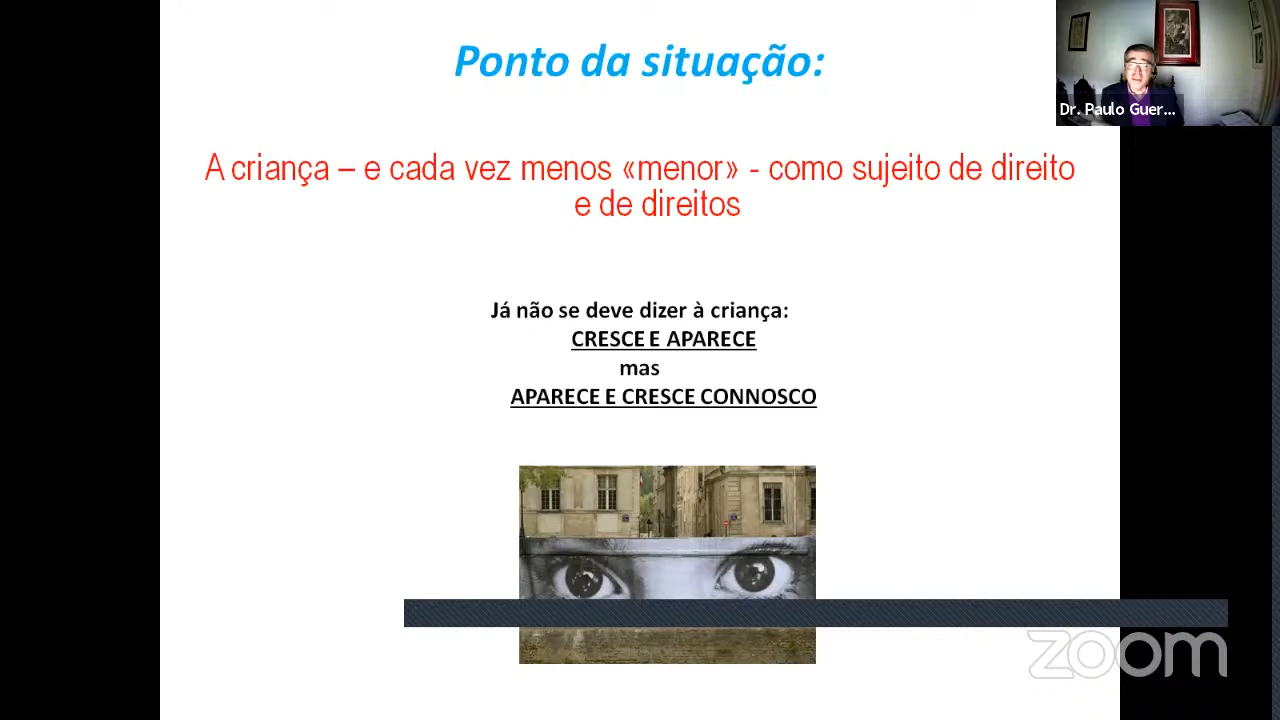 Ponto da situação:
Dr. Paulo Guer...
A criança – e cada vez menos «menor» - como sujeito de direito
e de direitos
Já não se deve dizer à criança:
CRESCE E APARECE
mas
APARECE E CRESCE CONNOSCO
zoom